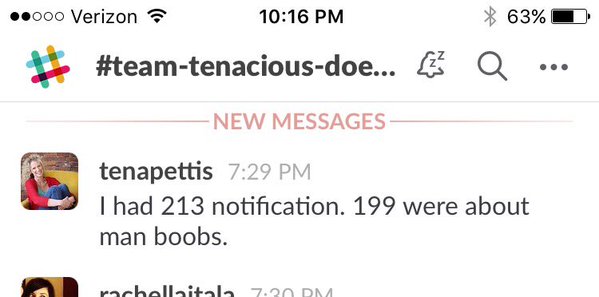 Verizon 10:16 PM 63%
#team-tenacious-doe...
NEW MESSAGES
tenapettis 7:29 PM
I had 213 notification. 199 were about
man boobs.
rachellaitala 7:30 PM